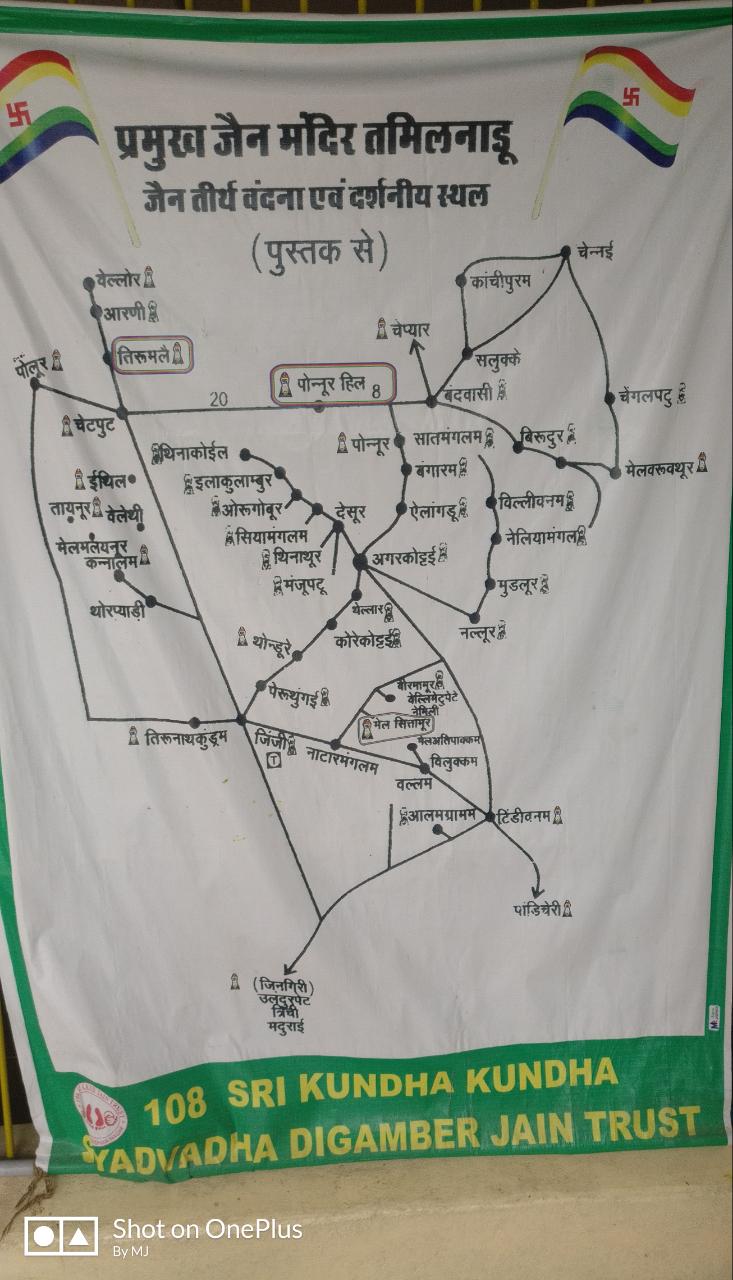 प्रमुख जैन मंदिर तमिलनाडू
जैन तीर्थ वंदना एवं दर्शनीय स्थल
(पुस्तक से)
चेन्नई
वेल्लोर
कांचीपुरम
आरणी
चेप्यार
तिरूमलै
सलुक्के
पोलूर
पोन्नूर हिल
8
20
बंदवासी
चेंगलपटु
चेटपुट
पोन्नूर
सातमंगलम
बिरूदुर
थिनाकोईल
बंगारम
मेलवरूवथूर
ईथिल
इलाकुलाम्बुर
विल्लीवनम
तायनूर
वेलेथी
ओरूगोबूर
देसूर
ऐलांगडू
सियामंगलम
नेलियामंगल
मेलमलैयनूर
कन्नालम
थिनाथूर
अगरकोट्टई
मंजूपटू
मुडलूर
थोरप्याड़ी
थेल्लार
कोरेकोट्टई
नल्लूर
थोन्डूरे
पेरूथुंगई
बीरमामूर
वेल्लिमेटुपेटे
नेमिली
मेल सित्तामूर
तिरूनाथकुंड्रम
जिंजी
T
नाटारमंगलम
मेलअतिपाक्कम
विलुक्कम
वल्लम
आलमग्रामम
टिंडीवनम
पांडिचेरी
(जिनगिरी)
उलंदुरपेट
त्रिची
मदुराई
108 SRI KUNDHA KUNDHA
SYADVADHA DIGAMBER JAIN TRUST
Shot on OnePlus
By MJ